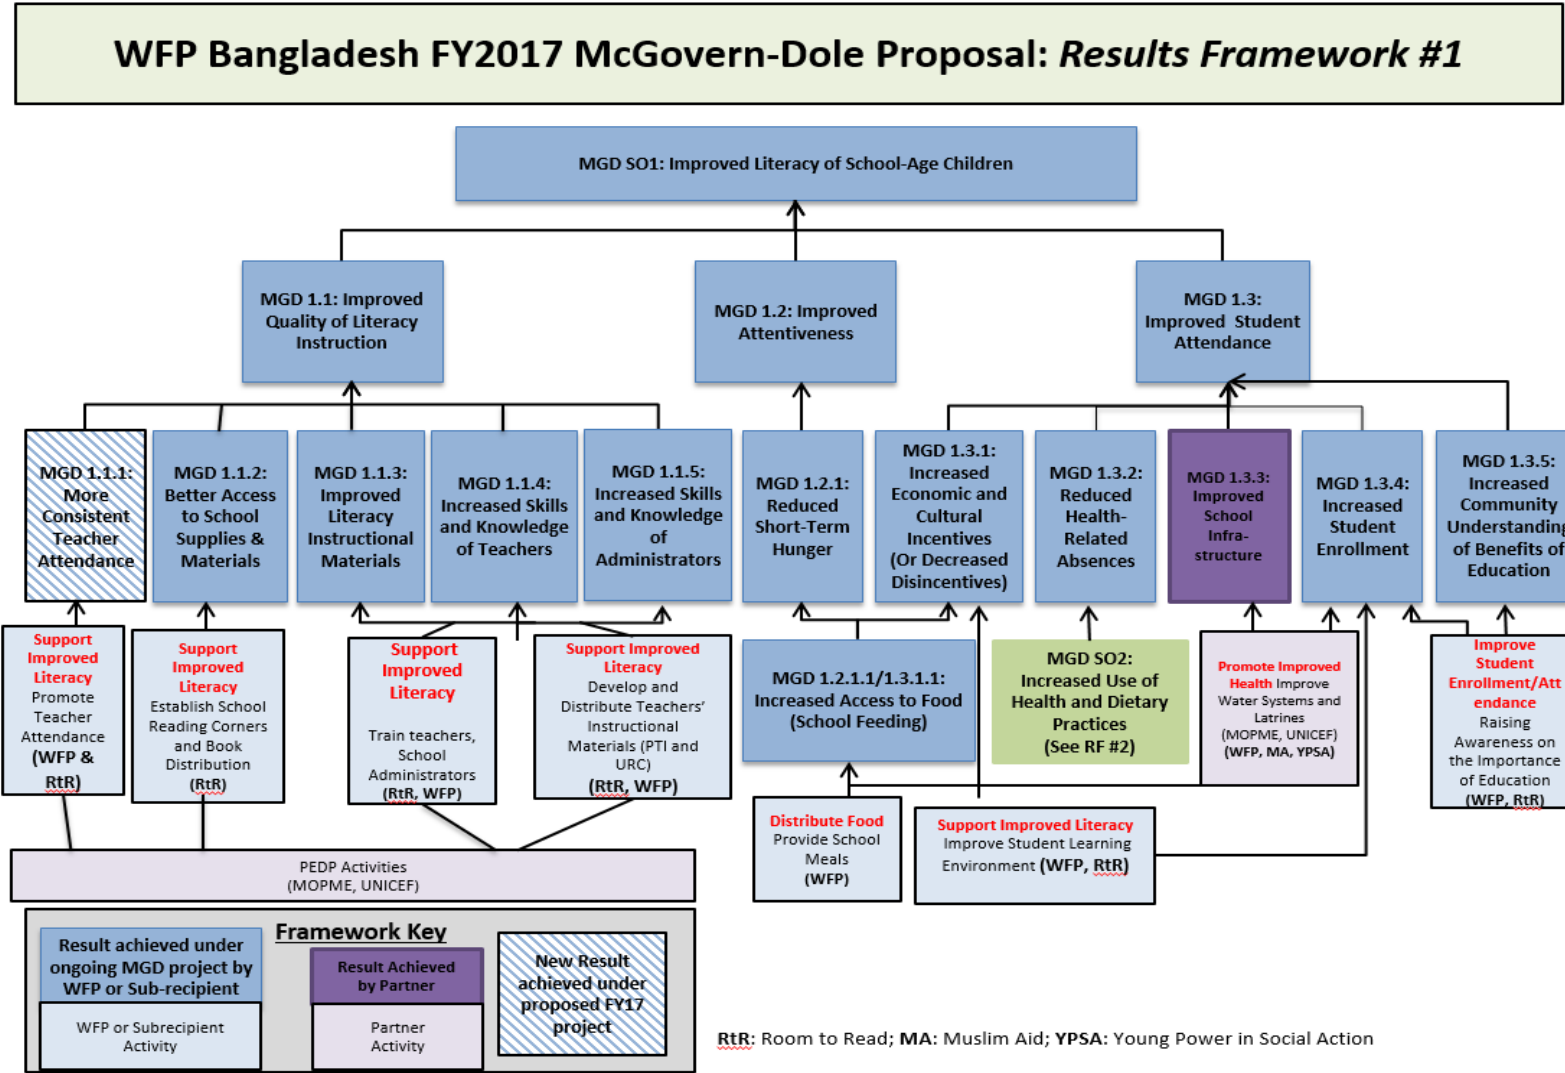 WFP Bangladesh FY2017 McGovern-Dole Proposal: Results Framework #1
MGD SO1: Improved Literacy of School-Age Children
MGD 1.1: Improved
Quality of Literacy
Instruction
MGD 1.2: Improved
Attentiveness
MGD 1.3:
Improved Student
Attendance
MGD 1.1.1:
More
Consistent
Teacher
Attendance
MGD 1.1.2:
Better Access
to School
Supplies &
Materials
MGD 1.1.3:
Improved
Literacy
Instructional
Materials
MGD 1.1.4:
Increased Skills
and Knowledge
of Teachers
MGD 1.1.5:
Increased Skills
and Knowledge
of
Administrators
MGD 1.2.1:
Reduced
Short-Term
Hunger
MGD 1.3.1:
Increased
Economic and
Cultural
Incentives
(Or Decreased
Disincentives)
MGD 1.3.2:
Reduced
Health-
Related
Absences
MGD 1.3.3:
Improved
School
Infra-
structure
MGD 1.3.4:
Increased
Student
Enrollment
MGD 1.3.5:
Increased
Community
Understanding
of Benefits of
Education
Support
Improved
Literacy
Promote
Teacher
Attendance
(WFP &
RtR)
Support
Improved
Literacy
Establish School
Reading Corners
and Book
Distribution
(RtR)
Support
Improved
Literacy
Train teachers,
School
Administrators
(RtR, WFP)
Support Improved
Literacy
Develop and
Distribute Teachers'
Instructional
Materials (PTI and
URC)
(RtR, WFP)
MGD 1.2.1.1/1.3.1.1:
Increased Access to Food
(School Feeding)
MGD SO2:
Increased Use of
Health and Dietary
Practices
(See RF #2)
Promote Improved
Health Improve
Water Systems and
Latrines
(MOPME, UNICEF)
(WFP, MA, YPSA)
Improve
Student
Enrollment/Att
endance
Raising
Awareness on
the Importance
of Education
(WFP, RtR)
Distribute Food
Provide School
Meals
(WFP)
Support Improved Literacy
Improve Student Learning
Environment (WFP, RtR)
PEDP Activities
(MOPME, UNICEF)
Framework Key
Result achieved under
ongoing MGD project by
WFP or Sub-recipient
WFP or Subrecipient
Activity
Result Achieved
by Partner
Partner
Activity
New Result
achieved under
proposed FY17
project
RtR: Room to Read; MA: Muslim Aid; YPSA: Young Power in Social Action